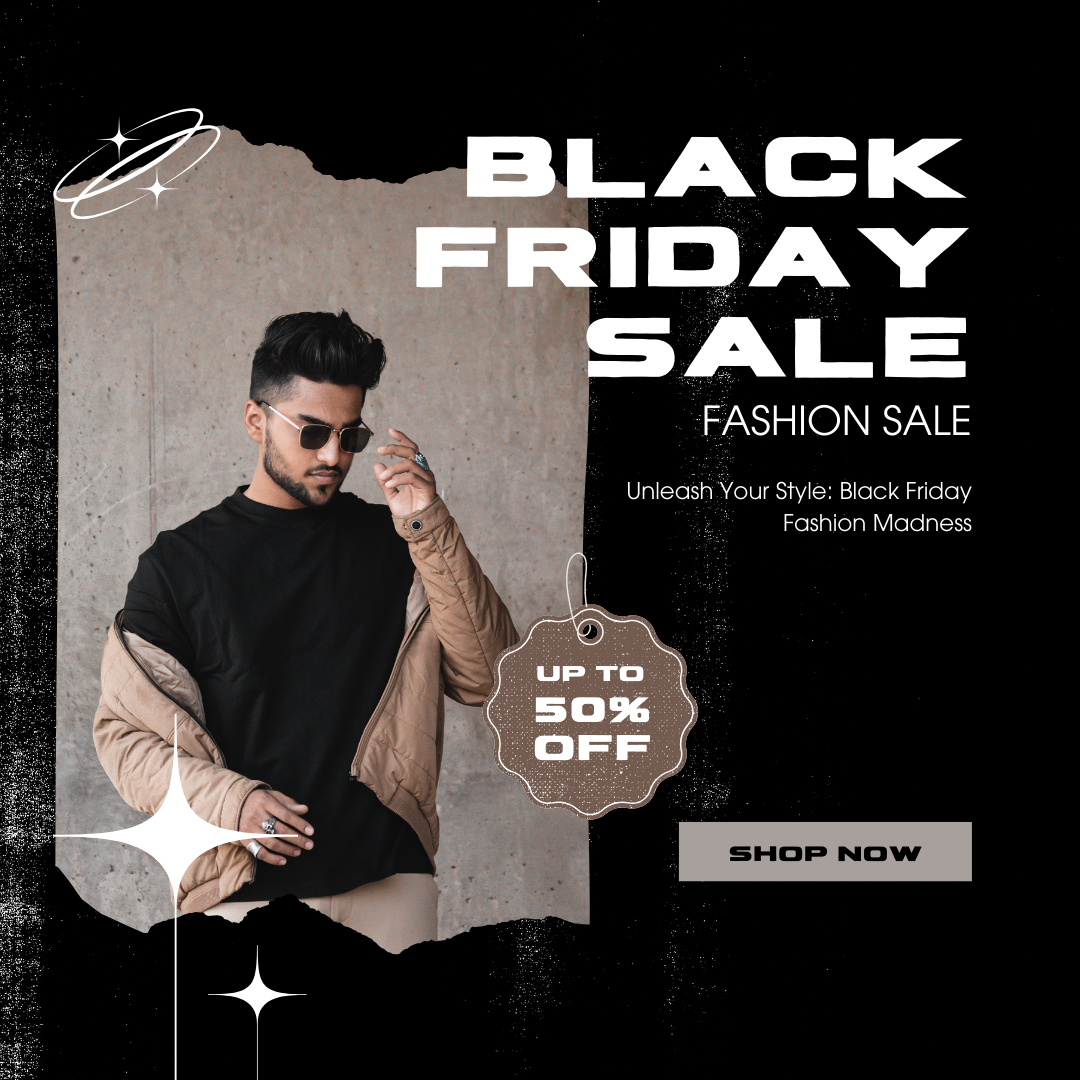 BLACK
FRIDAY
SALE
FASHION SALE
Unleash Your Style: Black Friday
Fashion Madness
UP TO
50%
OFF
SHOP NOW